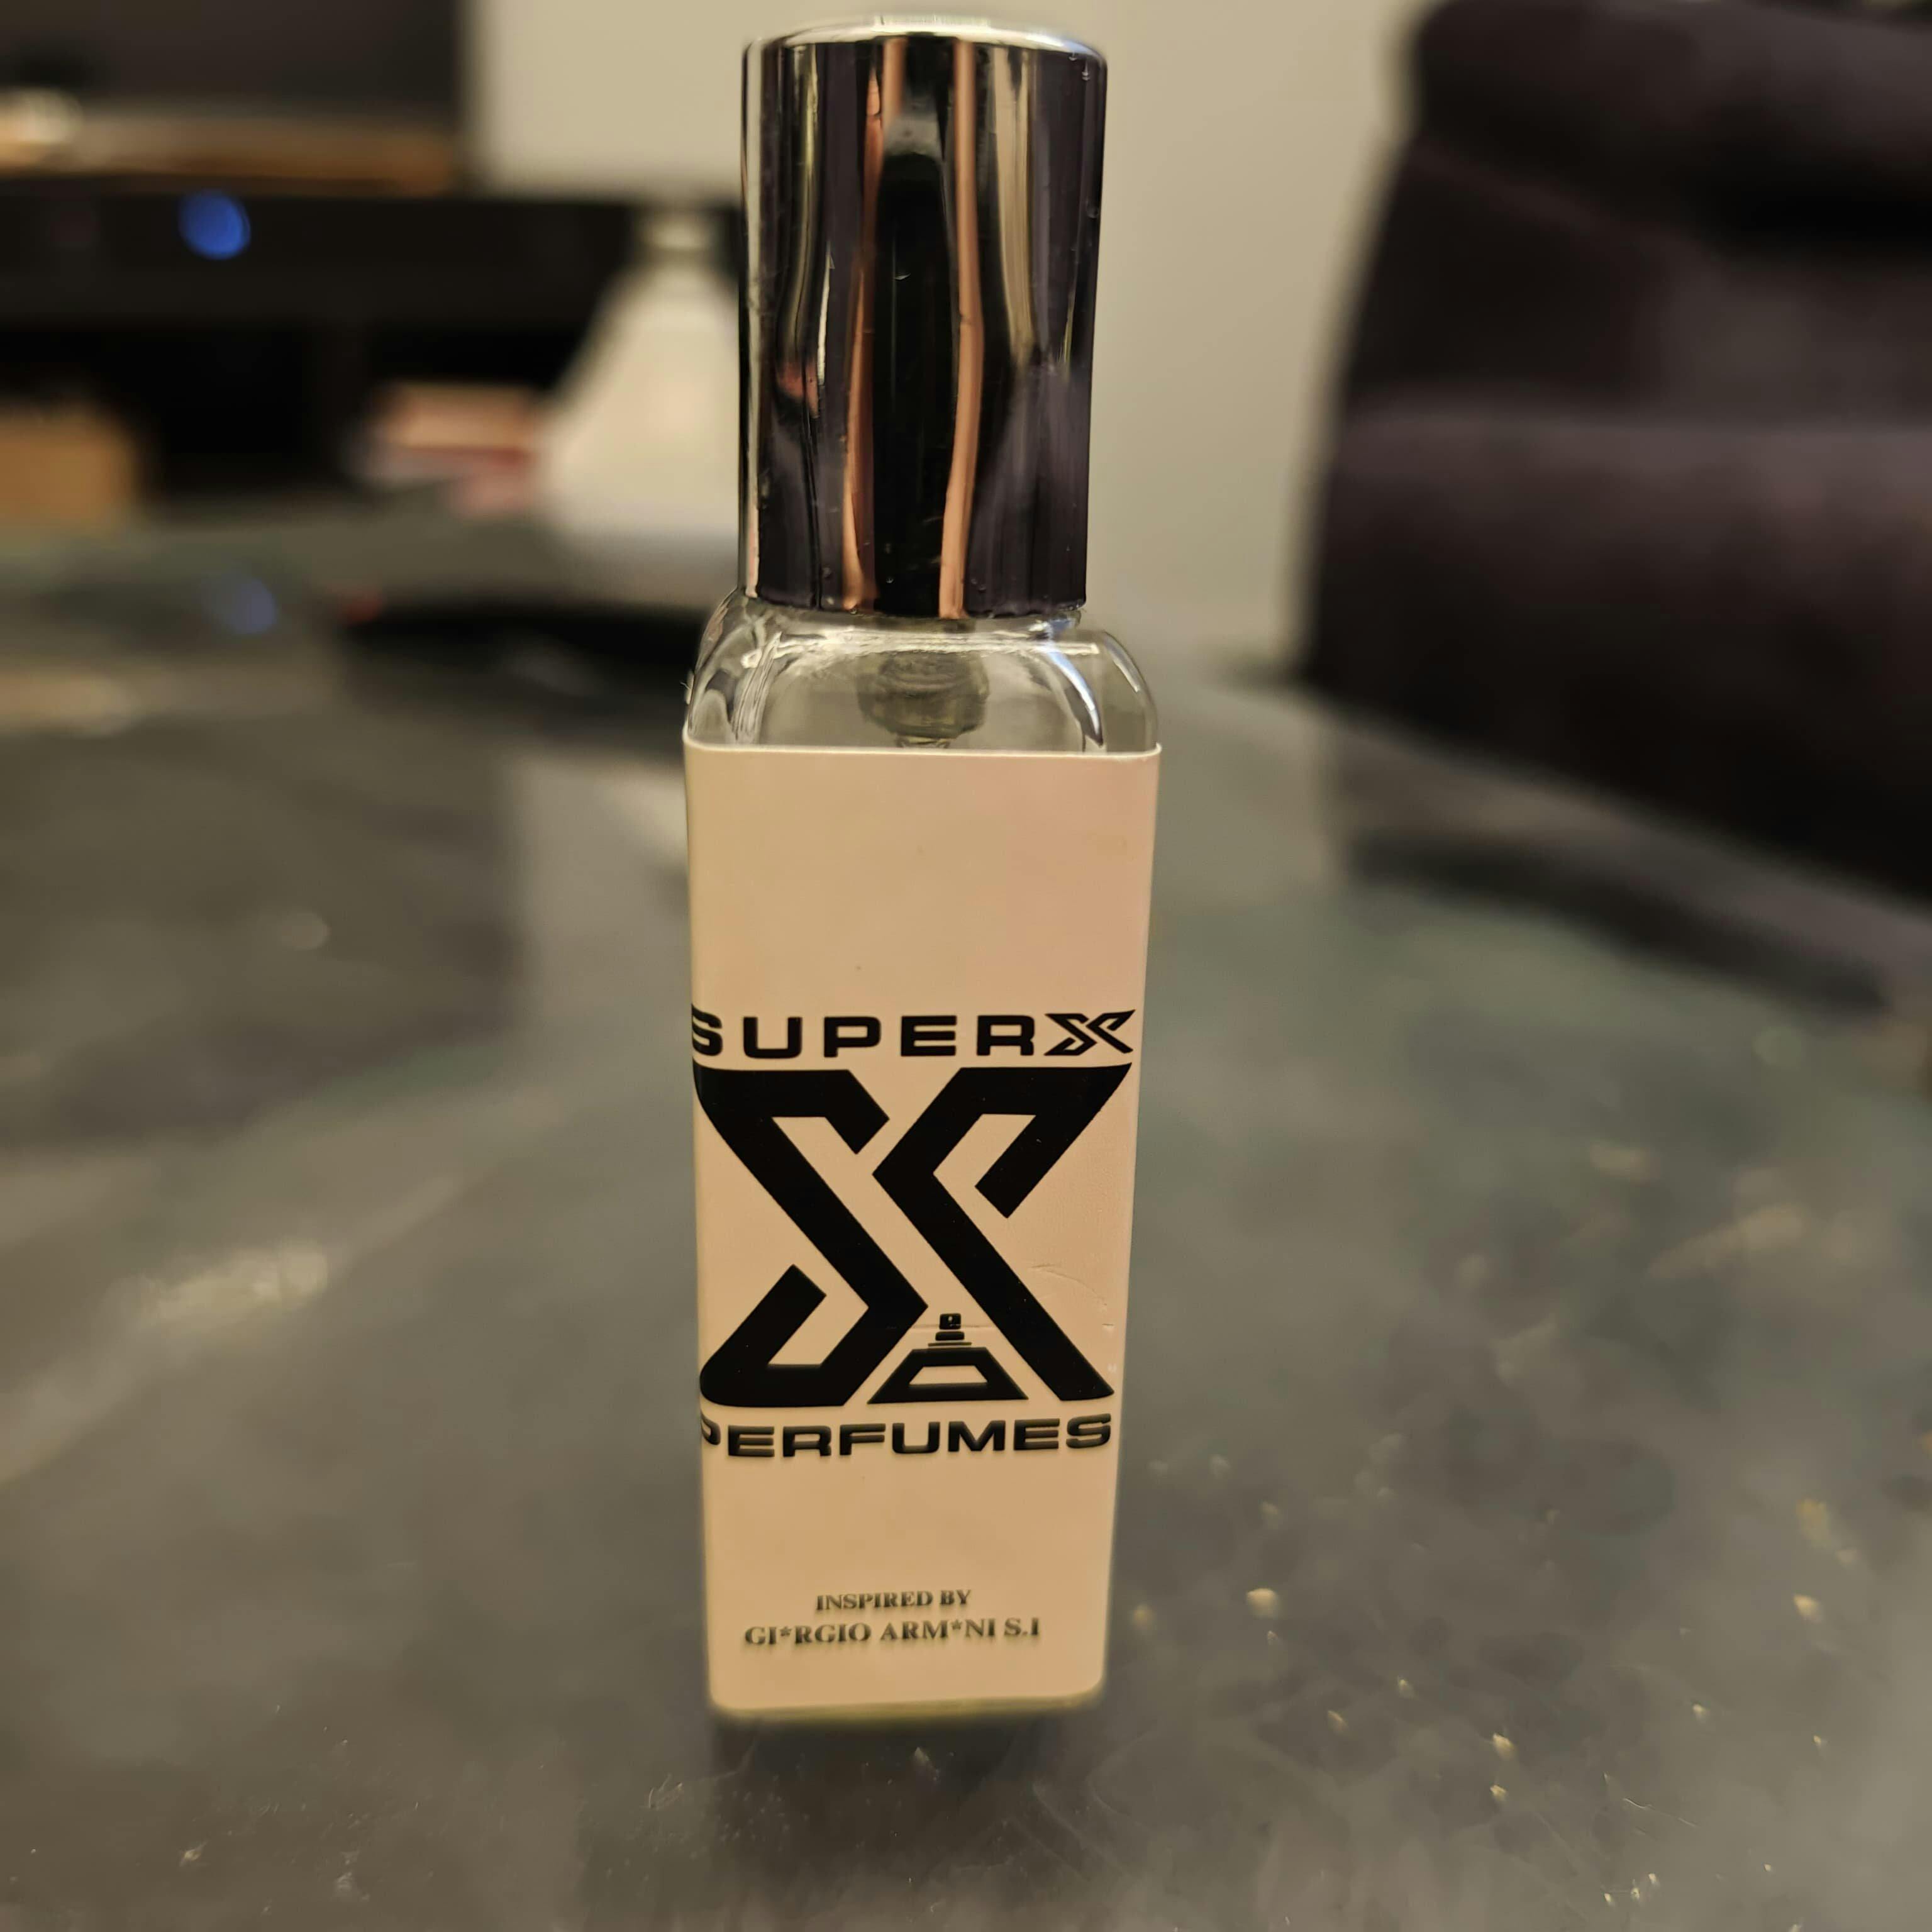 SUPERX
PERFUMES
INSPIRED BY
GI*RGIO ARM*NI S.I